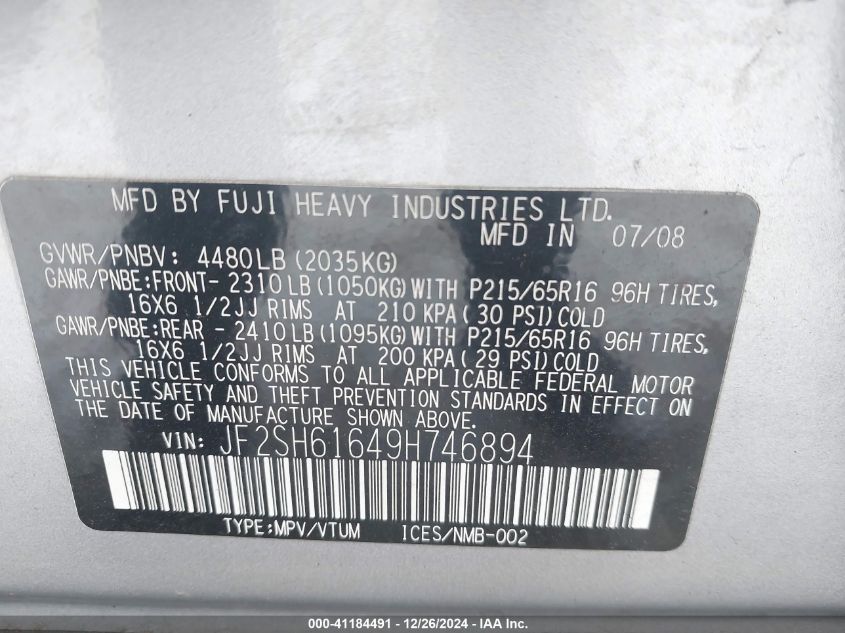 MFD BY FUJI HEAVY INDUSTRIES LTD.
MFD IN 07/08
GVWR/PNBV: 4480LB (2035KG)
GAWR/PNBE:FRONT- 2310LB (1050KG) WITH P215/65R16 96H TIRES,
16X6 1/2JJ RIMS AT 210 KPA ( 30 PSI) COLD
GAWR/PNBE:REAR - 2410LB (1095KG) WITH P215/65R16 96H TIRES,
16X6 1/2JJ RIMS AT 200 KPA ( 29 PSI) COLD
THIS VEHICLE CONFORMS TO ALL APPLICABLE FEDERAL MOTOR
VEHICLE SAFETY AND THEFT PREVENTION STANDARDS IN EFFECT ON
THE DATE OF MANUFACTURE SHOWN ABOVE.
VIN: JF2SH61649H746894
TYPE:MPV/VTUM ICES/NMB-002
000-41184491 - 12/26/2024 - IAA Inc.